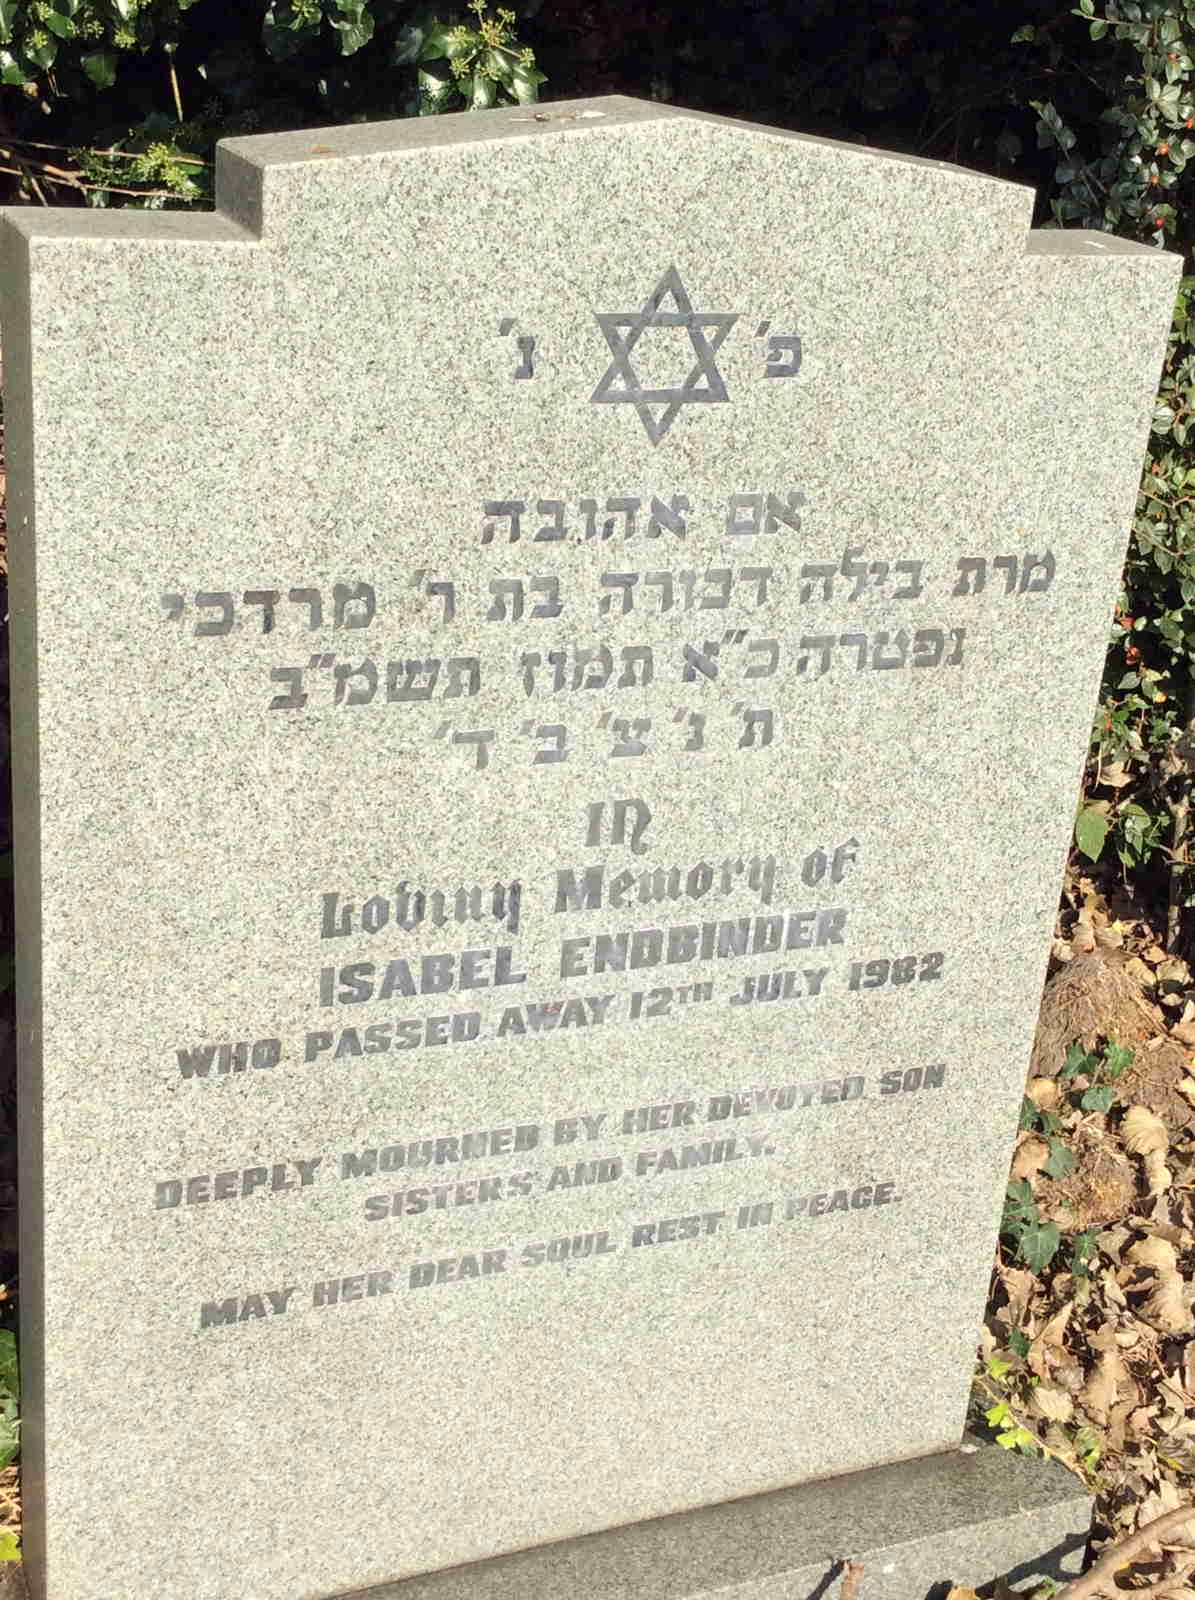 פ' נ'
אם אהובה
מרת בילה דבורה בת ר' מרדכי
נפטרה כ"א תמוז תשמ"ב
ת' נ' צ' ב' ד'
In
Loving Memory of
ISABEL ENDBINDER
WHO PASSED AWAY 12TH JULY 1982
DEEPLY MOURNED BY HER DEVOTED SON
SISTERS AND FAMILY.
MAY HER DEAR SOUL REST IN PEACE.